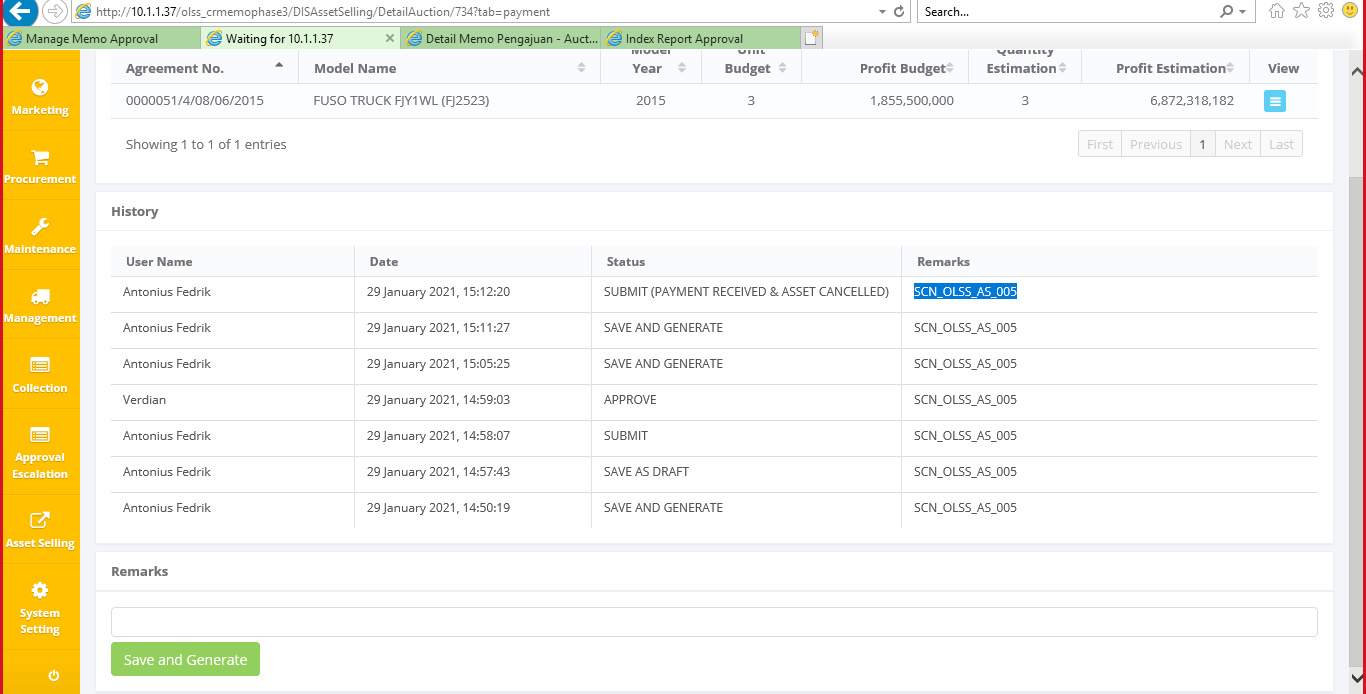 http://10.1.1.37/olss_crmemophase3/DISAssetSelling/DetailAuction/734?tab=payment
Search...
Manage Memo Approval
Waiting for 10.1.1.37
Detail Memo Pengajuan - Auct...
Index Report Approval
Marketing
Procurement
Maintenance
Management
Collection
Approval
Escalation
Asset Selling
System
Setting
Agreement No. Model Name Model Year Unit Budget Profit Budget Quantity Estimation Profit Estimation View
0000051/4/08/06/2015 FUSO TRUCK FJY1WL (FJ2523) 2015 3 1,855,500,000 3 6,872,318,182
Showing 1 to 1 of 1 entries
First Previous 1 Next Last
History
User Name Date Status Remarks
Antonius Fedrik 29 January 2021, 15:12:20 SUBMIT (PAYMENT RECEIVED & ASSET CANCELLED) SCN_OLSS_AS_005
Antonius Fedrik 29 January 2021, 15:11:27 SAVE AND GENERATE SCN_OLSS_AS_005
Antonius Fedrik 29 January 2021, 15:05:25 SAVE AND GENERATE SCN_OLSS_AS_005
Verdian 29 January 2021, 14:59:03 APPROVE SCN_OLSS_AS_005
Antonius Fedrik 29 January 2021, 14:58:07 SUBMIT SCN_OLSS_AS_005
Antonius Fedrik 29 January 2021, 14:57:43 SAVE AS DRAFT SCN_OLSS_AS_005
Antonius Fedrik 29 January 2021, 14:50:19 SAVE AND GENERATE SCN_OLSS_AS_005
Remarks
Save and Generate